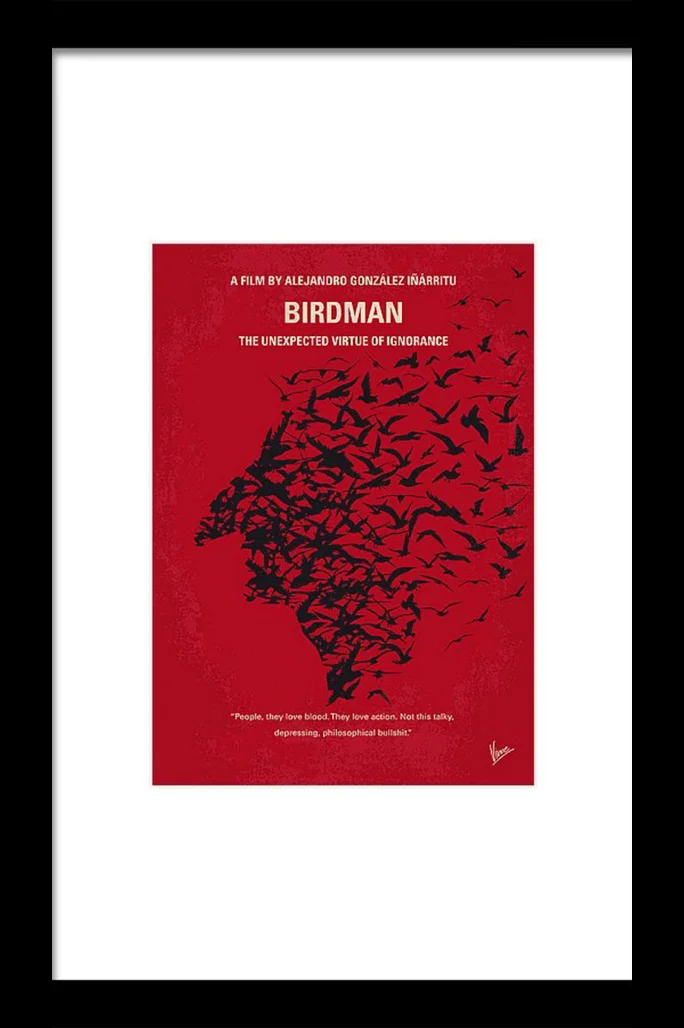 A FILM BY ALEJANDRO GONZÁLEZ IÑÁRRITU
BIRDMAN
THE UNEXPECTED VIRTUE OF IGNORANCE
“People, they love blood. They love action. Not this talky,
depressing, philosophical bullshit.”